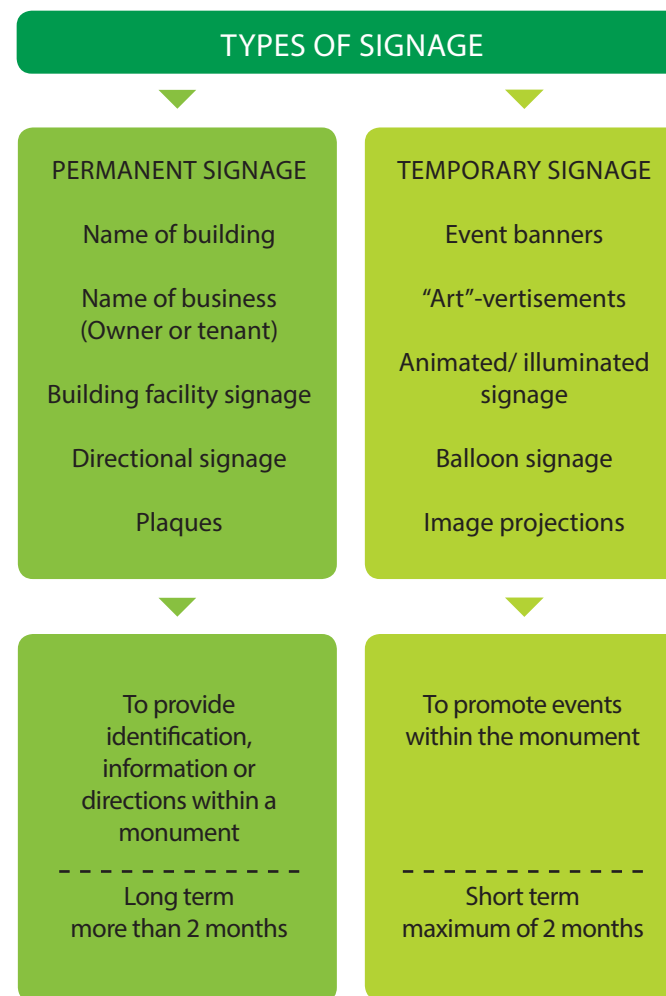 TYPES OF SIGNAGE
PERMANENT SIGNAGE
Name of building
Name of business
(Owner or tenant)
Building facility signage
Directional signage
Plaques
TEMPORARY SIGNAGE
Event banners
“Art”-vertisements
Animated/ illuminated
signage
Balloon signage
Image projections
To provide
identification,
information or
directions within a
monument
Long term
more than 2 months
To promote events
within the monument
Short term
maximum of 2 months